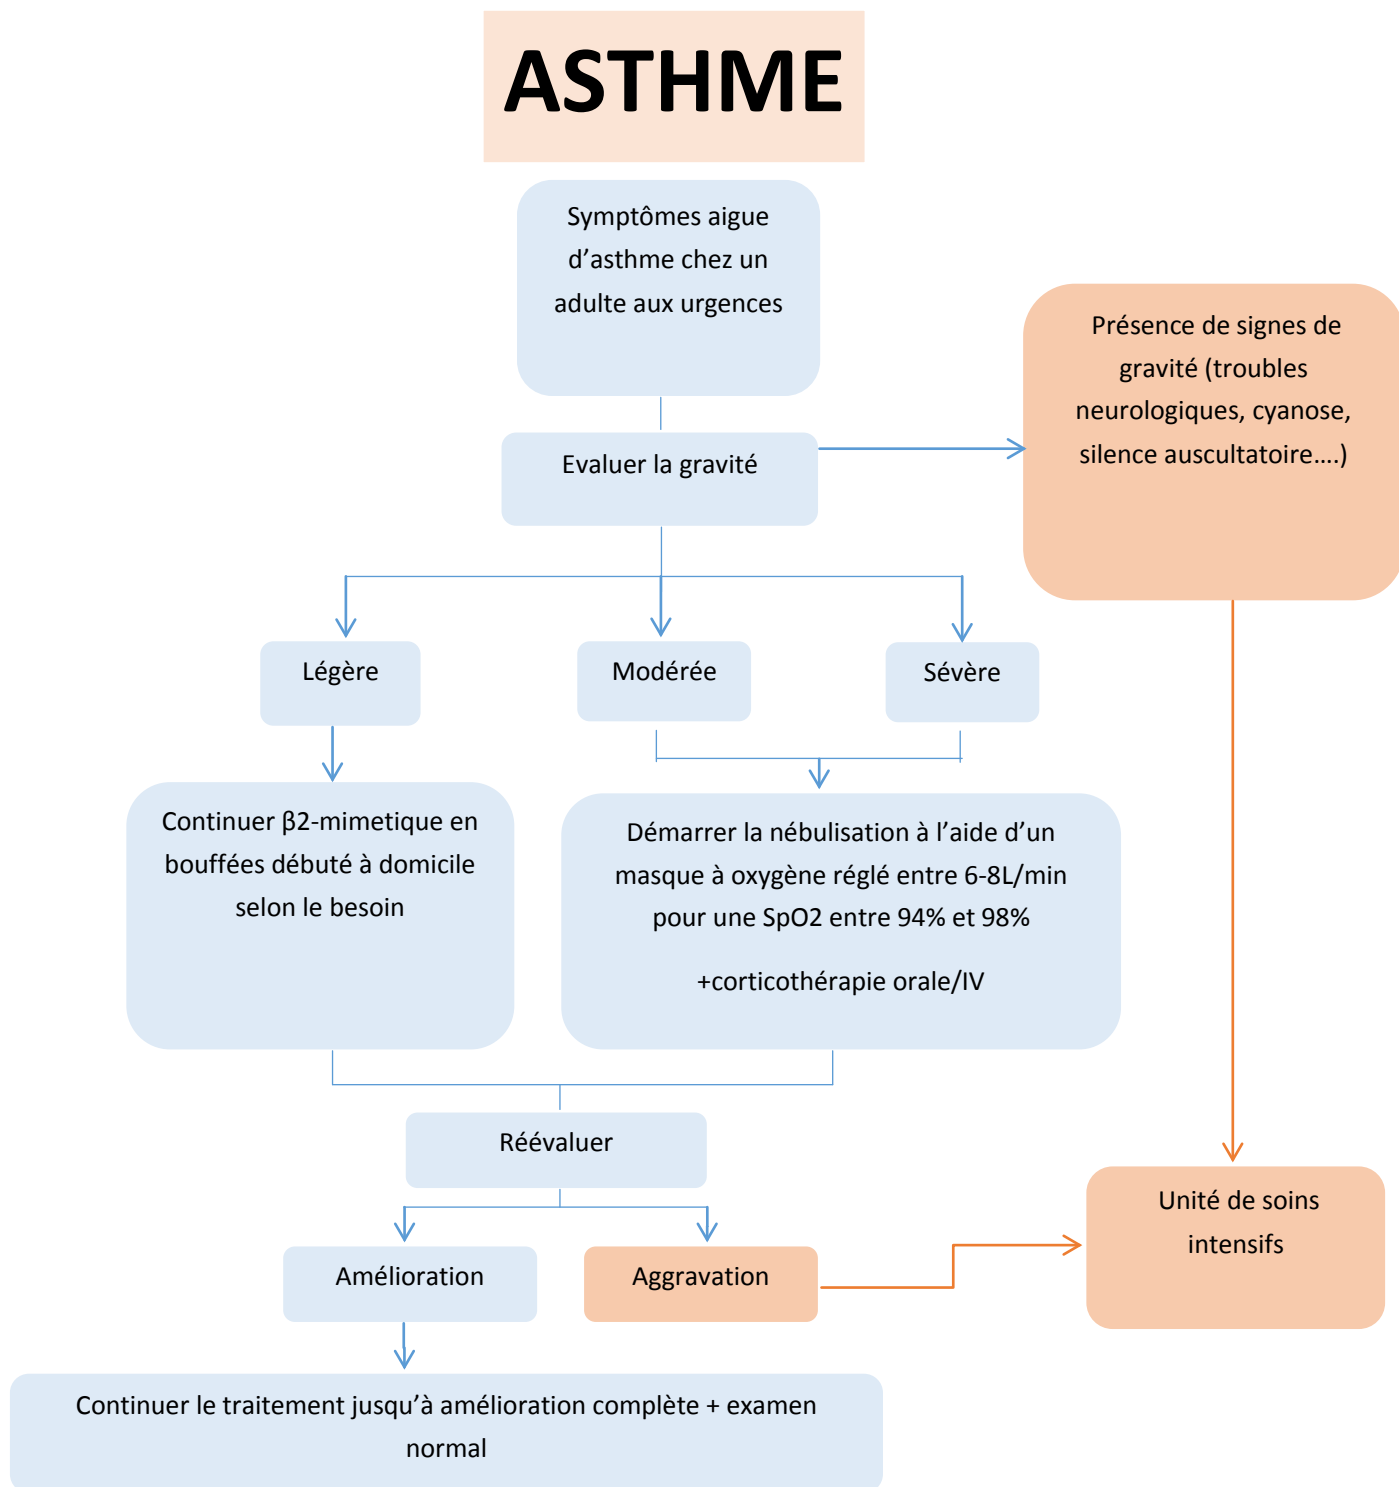 ASTHME
Symptômes aigue
d’asthme chez un
adulte aux urgences
Présence de signes de
gravité (troubles
neurologiques, cyanose,
silence auscultatoire….)
Evaluer la gravité
Légère
Modérée
Sévère
Continuer β2-mimetique en
bouffées débuté à domicile
selon le besoin
Démarrer la nébulisation à l’aide d’un
masque à oxygène réglé entre 6-8L/min
pour une SpO2 entre 94% et 98%
+corticothérapie orale/IV
Réévaluer
Unité de soins
intensifs
Amélioration
Aggravation
Continuer le traitement jusqu’à amélioration complète + examen
normal